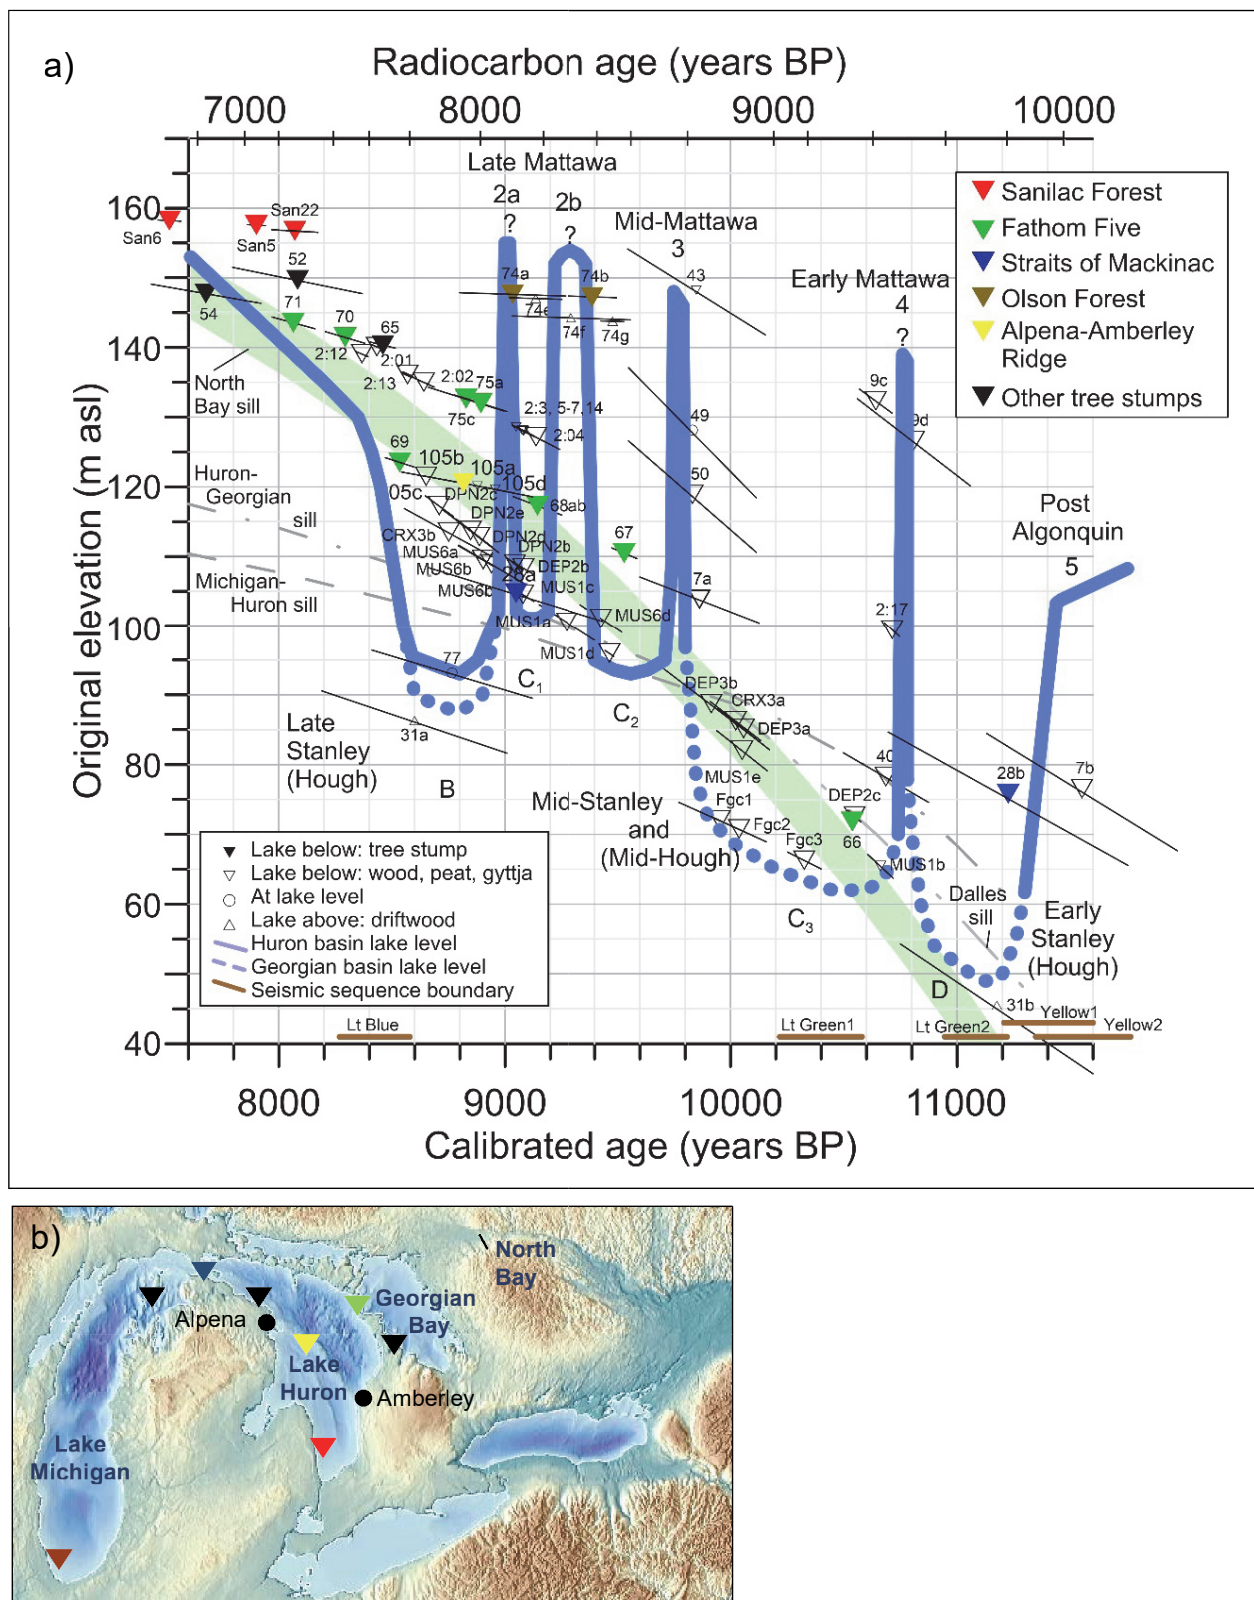 a)
Radiocarbon age (years BP)
7000 8000 9000 10000
Late Mattawa
2a
?
2b
?
Mid-Mattawa
3
Early Mattawa
4
?
Post
Algonquin
5
Sanilac Forest
Fathom Five
Straits of Mackinac
Olson Forest
Alpena-Amberley
Ridge
Other tree stumps
Original elevation (m asl)
160
140
120
100
80
60
40
San6
San5
San22
52
54
71
70
65
2:12
2:01
2:13
2:02
75a
75c
74a
74b
74e
74f
74g
43
49
50
9c
9d
2:3, 5-7,14
2:04
69
105b
105a
105d
05c
DPN2c
DPN2e
DPN2d
DPN2b
DEP2b
CRX3b
MUS6a
MUS6b
MUS6b
28a
MUS1c
MUS1a
MUS6d
MUS1d
68ab
67
7a
2:17
77
31a
DEP3b
CRX3a
DEP3a
MUS1e
Fgc1
Fgc2
Fgc3
40
DEP2c
66
MUS1b
28b
7b
31b
North
Bay sill
Huron-
Georgian
sill
Michigan-
Huron sill
Late
Stanley
(Hough)
B
C1
C2
C3
D
Mid-Stanley
and
(Mid-Hough)
Dalles
sill
Early
Stanley
(Hough)
Lake below: tree stump
Lake below: wood, peat, gyttja
At lake level
Lake above: driftwood
Huron basin lake level
Georgian basin lake level
Seismic sequence boundary
Lt Blue
Lt Green1
Lt Green2
Yellow1
Yellow2
8000 9000 10000 11000
Calibrated age (years BP)
b)
North
Bay
Georgian
Bay
Alpena
Lake
Huron
Amberley
Lake
Michigan